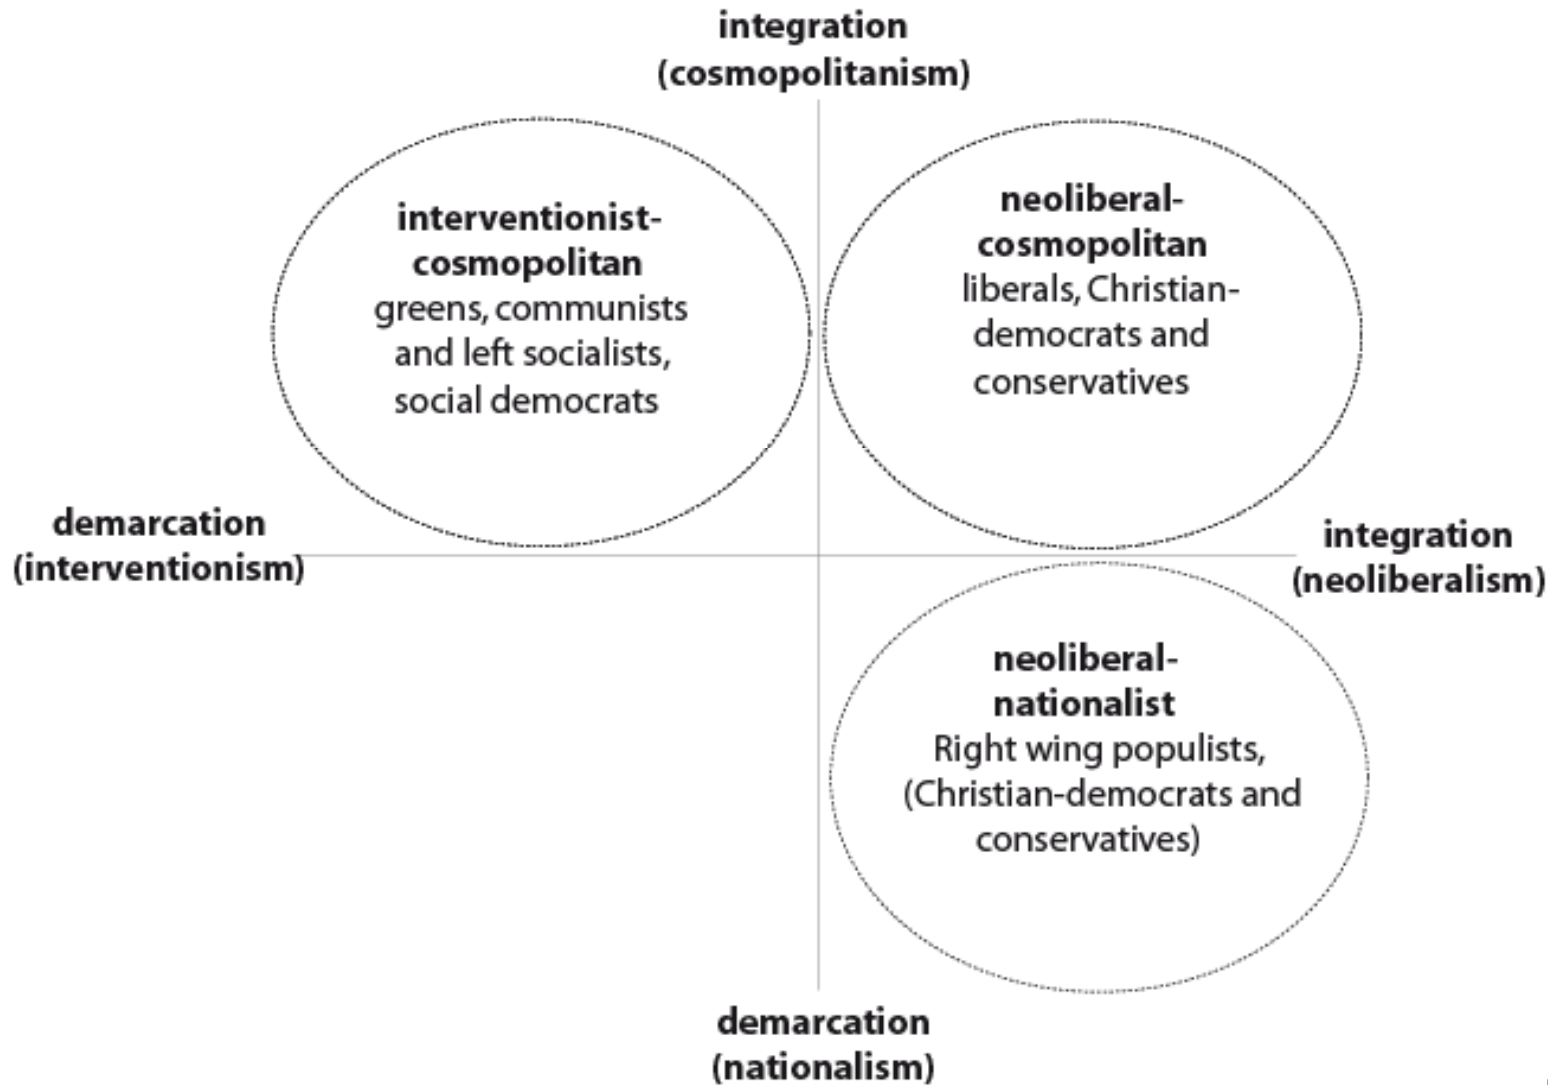 integration
(cosmopolitanism)
interventionist-
cosmopolitan
greens, communists
and left socialists,
social democrats
neoliberal-
cosmopolitan
liberals, Christian-
democrats and
conservatives
demarcation
(interventionism)
integration
(neoliberalism)
neoliberal-
nationalist
Right wing populists,
(Christian-democrats and
conservatives)
demarcation
(nationalism)